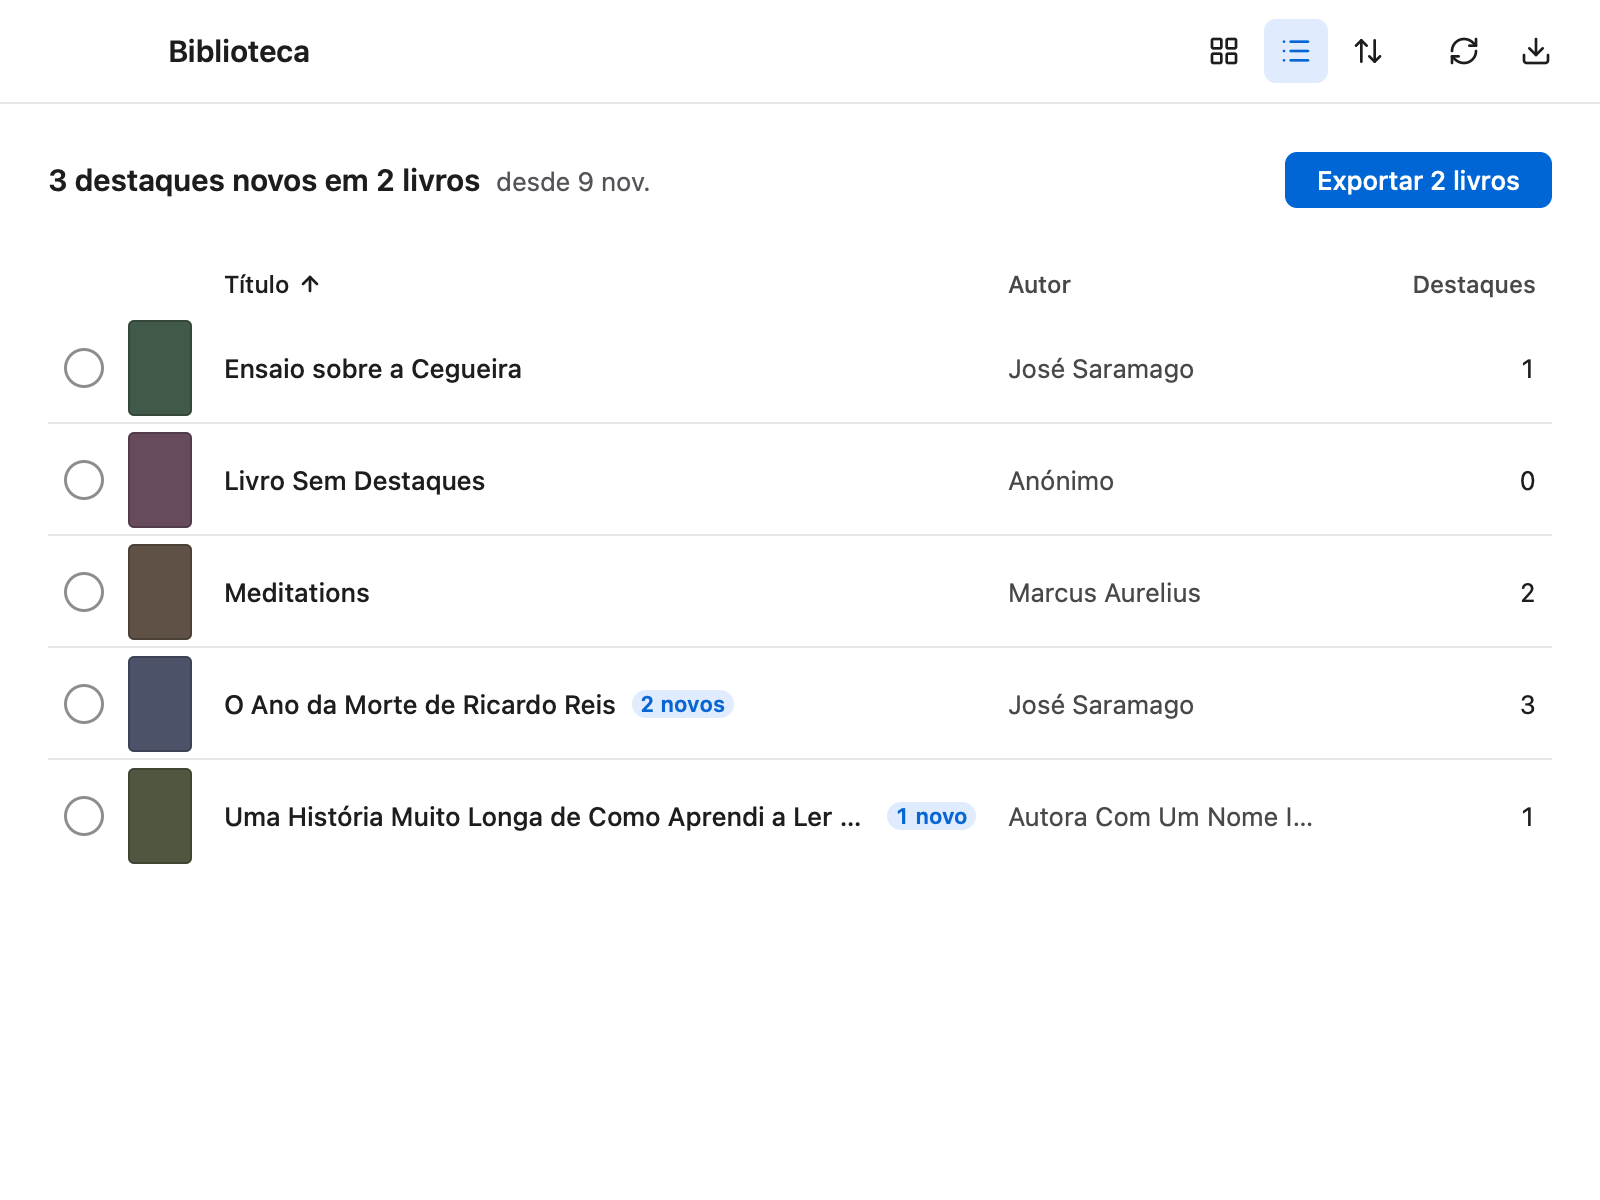 Biblioteca
3 destaques novos em 2 livros desde 9 nov.
Exportar 2 livros
Título ↑ Autor Destaques
Ensaio sobre a Cegueira José Saramago 1
Livro Sem Destaques Anónimo 0
Meditations Marcus Aurelius 2
O Ano da Morte de Ricardo Reis 2 novos José Saramago 3
Uma História Muito Longa de Como Aprendi a Ler ... 1 novo Autora Com Um Nome I... 1